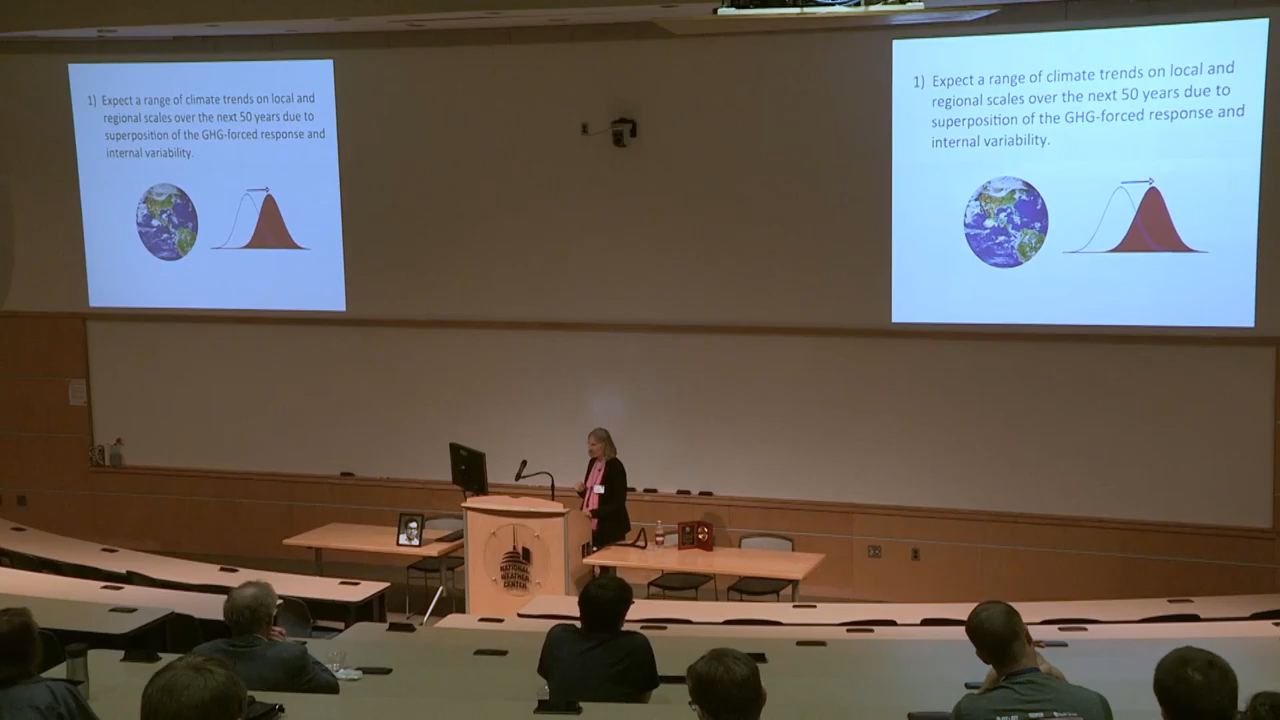 1) Expect a range of climate trends on local and
regional scales over the next 50 years due to
superposition of the GHG-forced response and
internal variability.
1) Expect a range of climate trends on local and
regional scales over the next 50 years due to
superposition of the GHG-forced response and
internal variability.
NATIONAL
WEATHER
CENTER